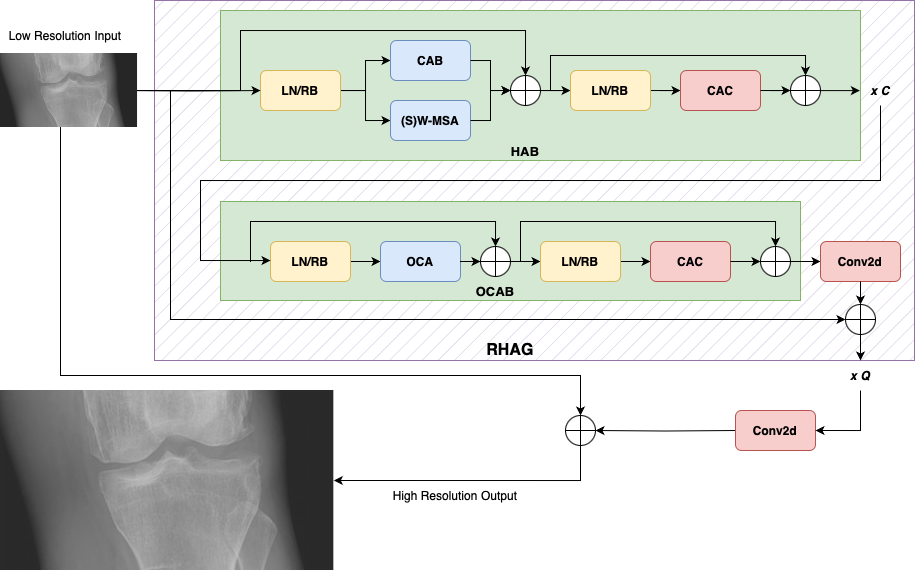 Low Resolution Input
LN/RB
CAB
(S)W-MSA
LN/RB
CAC
x C
HAB
LN/RB
OCA
LN/RB
CAC
Conv2d
OCAB
RHAG
x Q
Conv2d
High Resolution Output